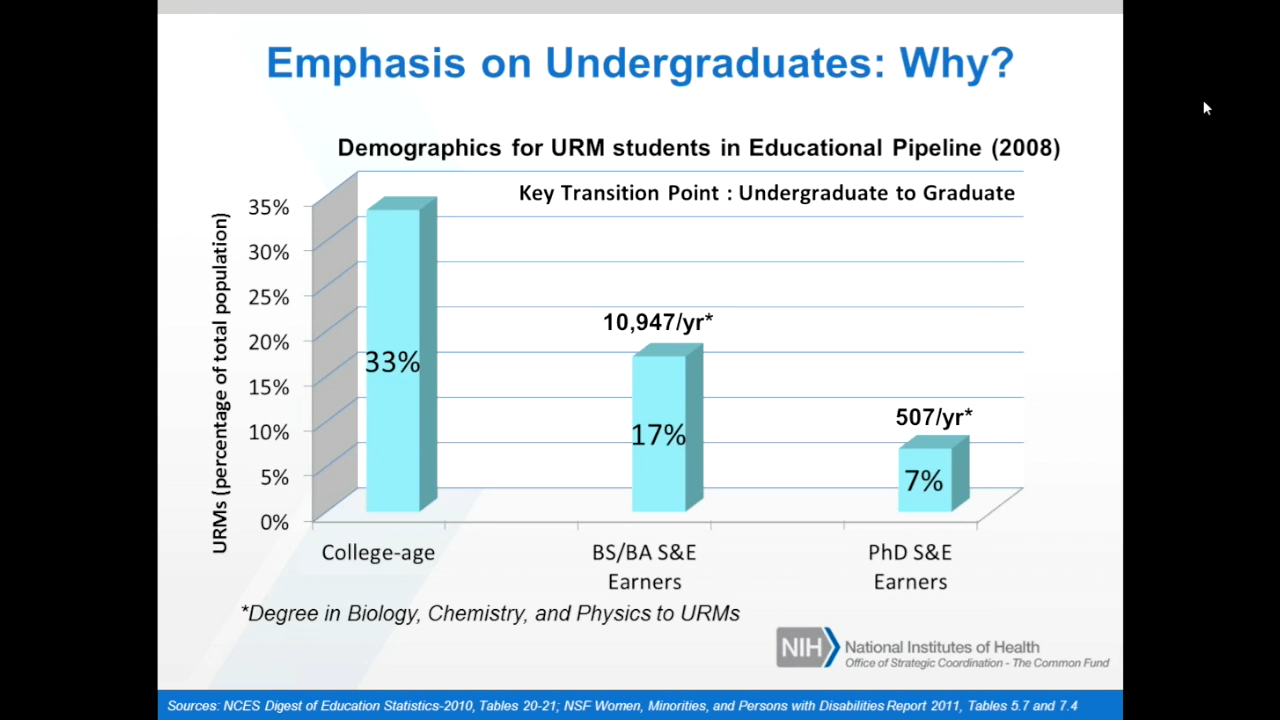 Emphasis on Undergraduates: Why?
Demographics for URM students in Educational Pipeline (2008)
Key Transition Point : Undergraduate to Graduate
URMs (percentage of total population)
35%
30%
25%
20%
15%
10%
5%
0%
33%
10,947/yr*
17%
507/yr*
7%
College-age
BS/BA S&E
Earners
PhD S&E
Earners
*Degree in Biology, Chemistry, and Physics to URMs
NIH
National Institutes of Health
Office of Strategic Coordination - The Common Fund
Sources: NCES Digest of Education Statistics-2010, Tables 20-21; NSF Women, Minorities, and Persons with Disabilities Report 2011, Tables 5.7 and 7.4